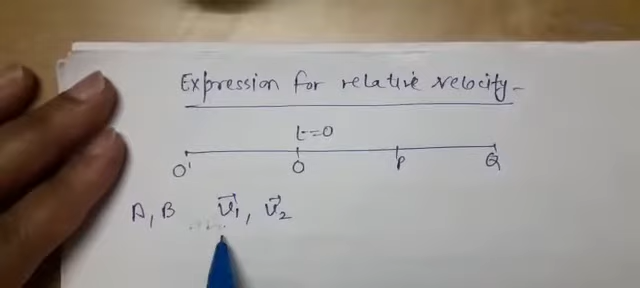 Expression for relative velocity-
t=0
O' O P Q
A, B v⃗₁, v⃗₂